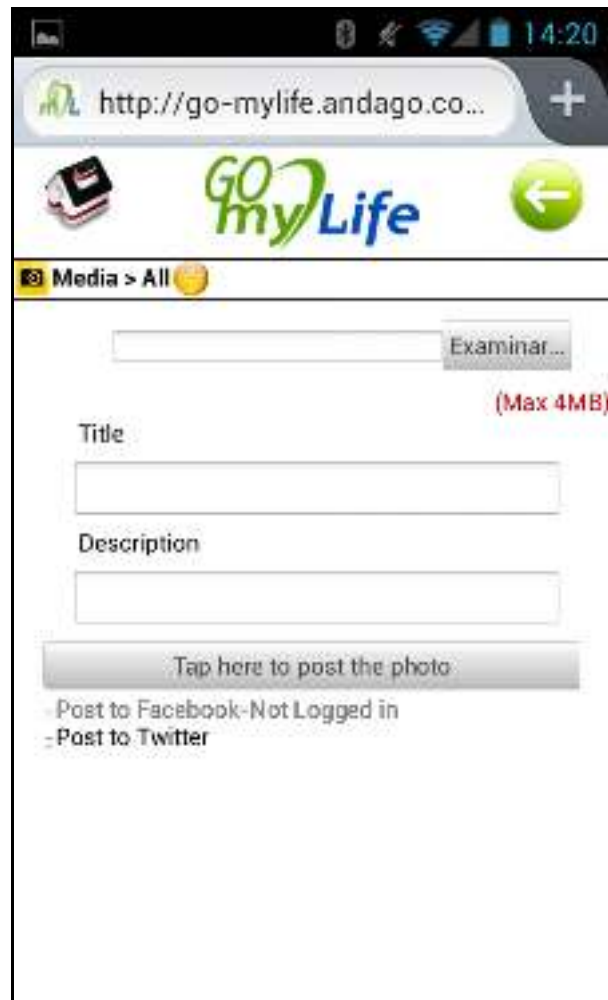 14:20
http://go-mylife.andago.co...
GO
my Life
Media > All
Examinar...
(Max 4MB)
Title
Description
Tap here to post the photo
Post to Facebook-Not Logged in
Post to Twitter